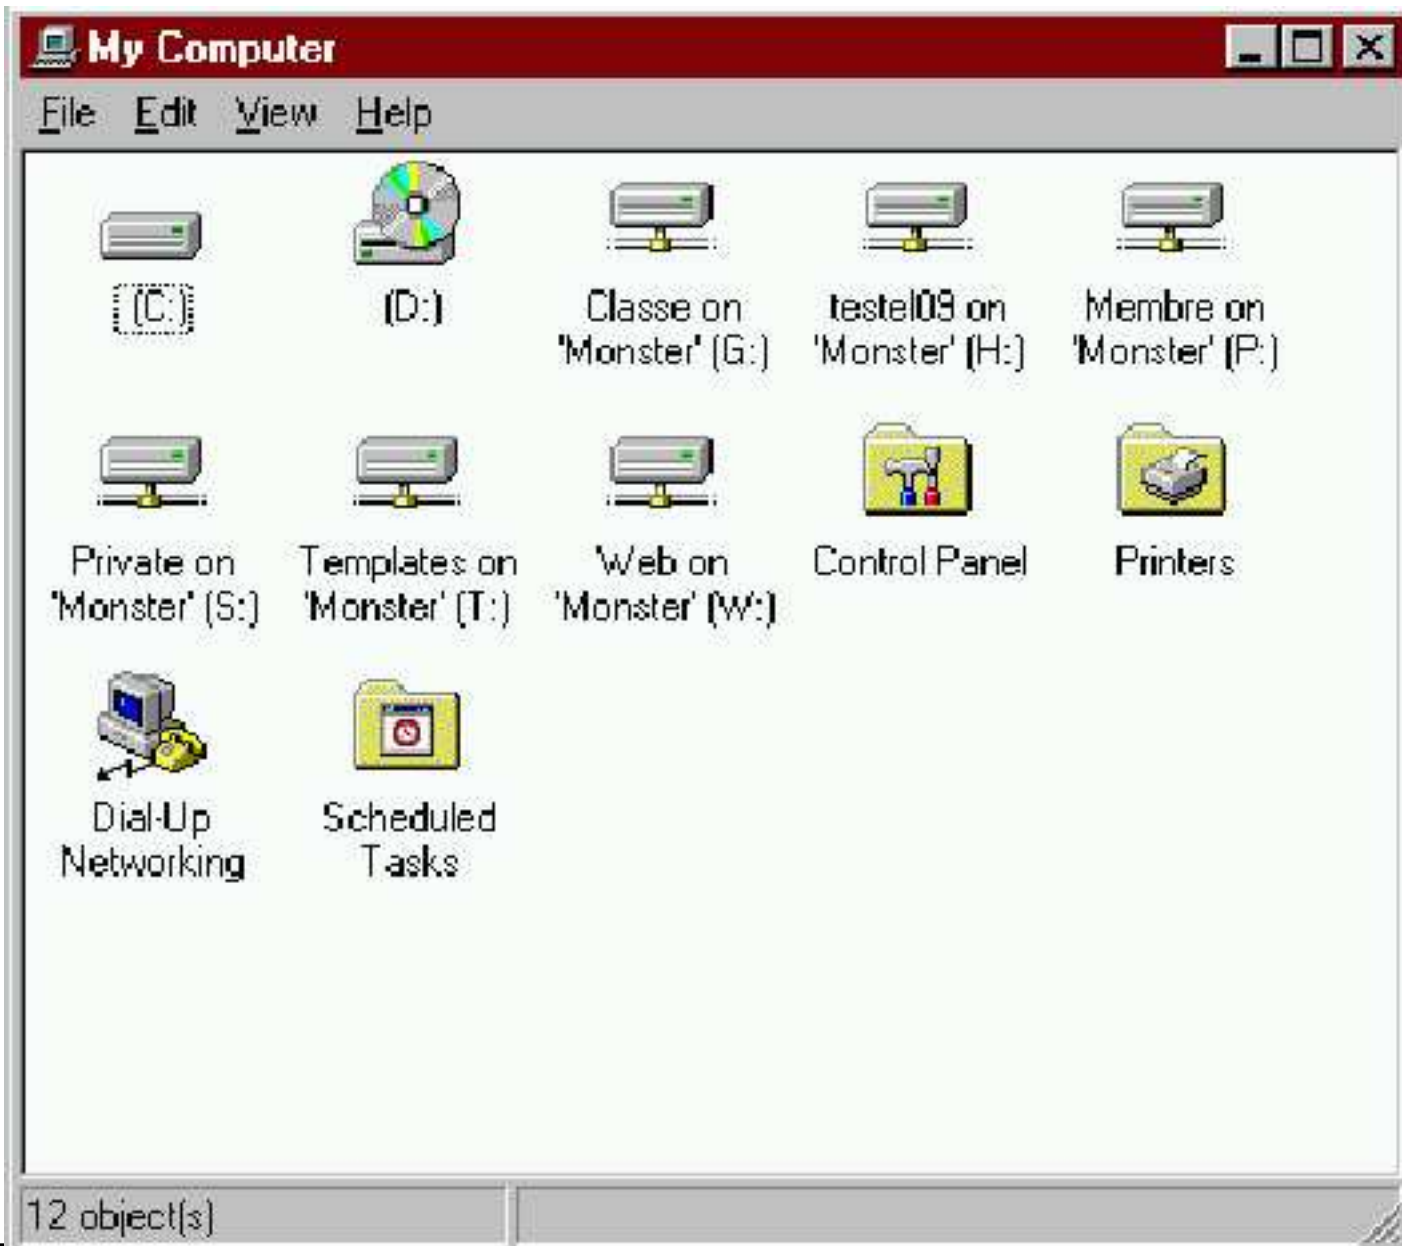 My Computer
File Edit View Help
(C:)
(D:)
Classe on
'Monster' (G:)
testel09 on
'Monster' (H:)
Membre on
'Monster' (P:)
Private on
'Monster' (S:)
Templates on
'Monster' (T:)
Web on
'Monster' (W:)
Control Panel
Printers
Dial-Up
Networking
Scheduled
Tasks
12 object(s)